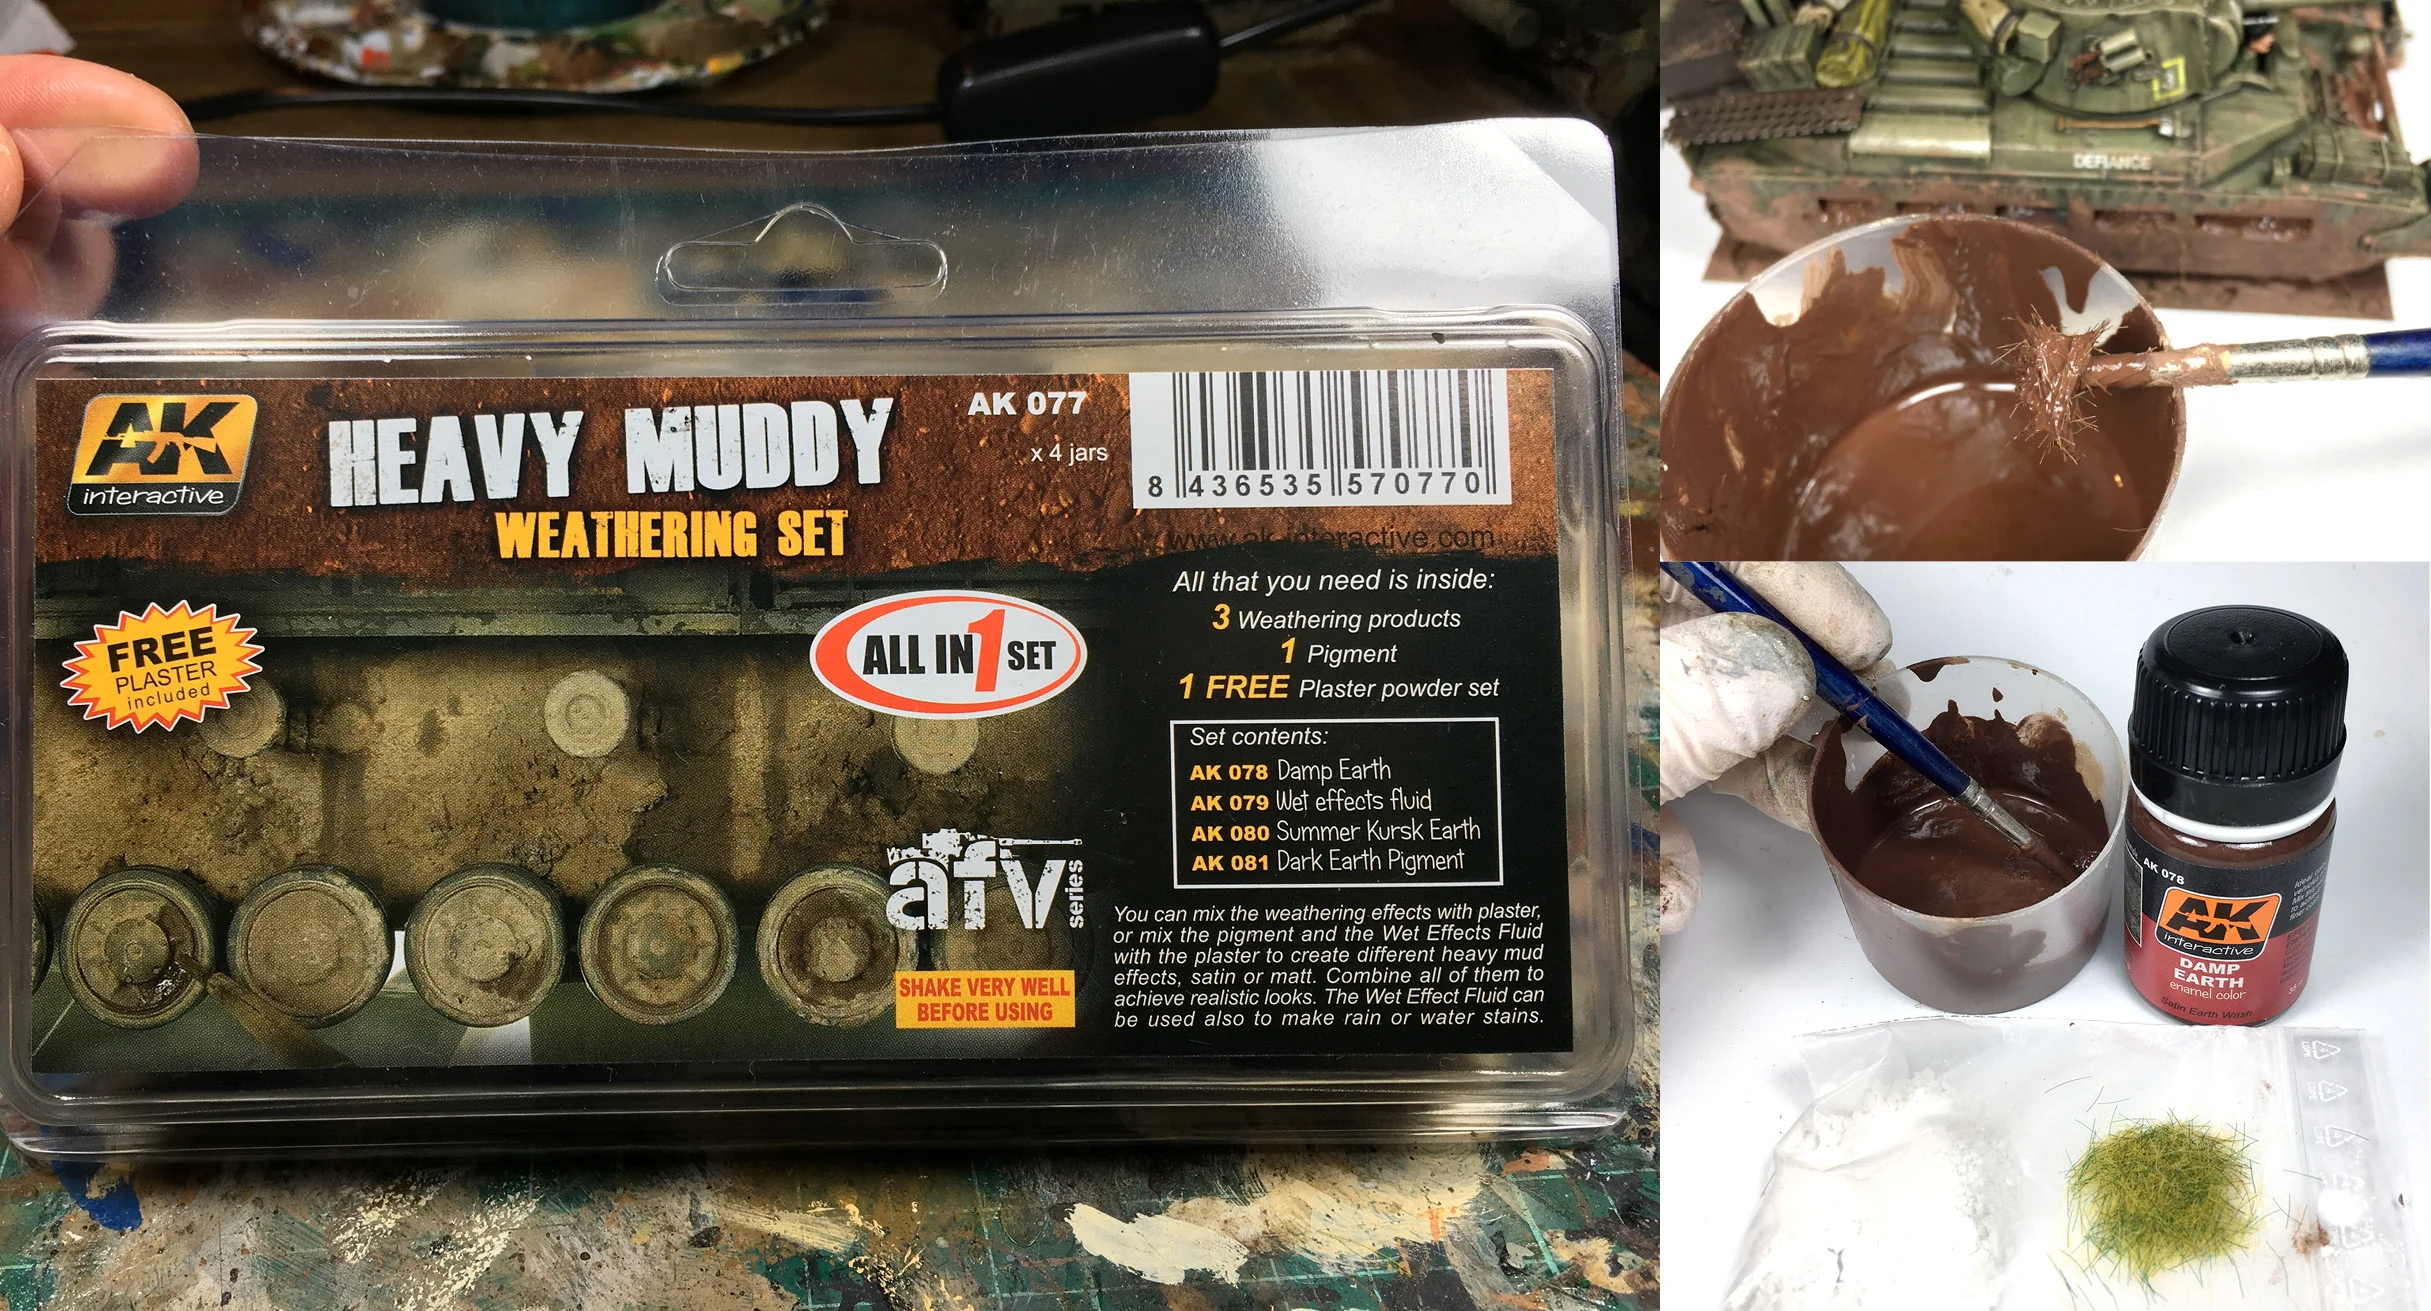 AK
interactive
HEAVY MUDDY
WEATHERING SET
AK 077
x 4 jars
8 436535 570770
www.ak-interactive.com
FREE
PLASTER
included
ALL IN 1 SET
All that you need is inside:
3 Weathering products
1 Pigment
1 FREE Plaster powder set
Set contents:
AK 078 Damp Earth
AK 079 Wet effects fluid
AK 080 Summer Kursk Earth
AK 081 Dark Earth Pigment
afv
series
SHAKE VERY WELL
BEFORE USING
You can mix the weathering effects with plaster,
or mix the pigment and the Wet Effects Fluid
with the plaster to create different heavy mud
effects, satin or matt. Combine all of them to
achieve realistic looks. The Wet Effect Fluid can
be used also to make rain or water stains.
DEFIANCE
AK 078
AK
interactive
DAMP
EARTH
enamel color
Satin Earth Wash